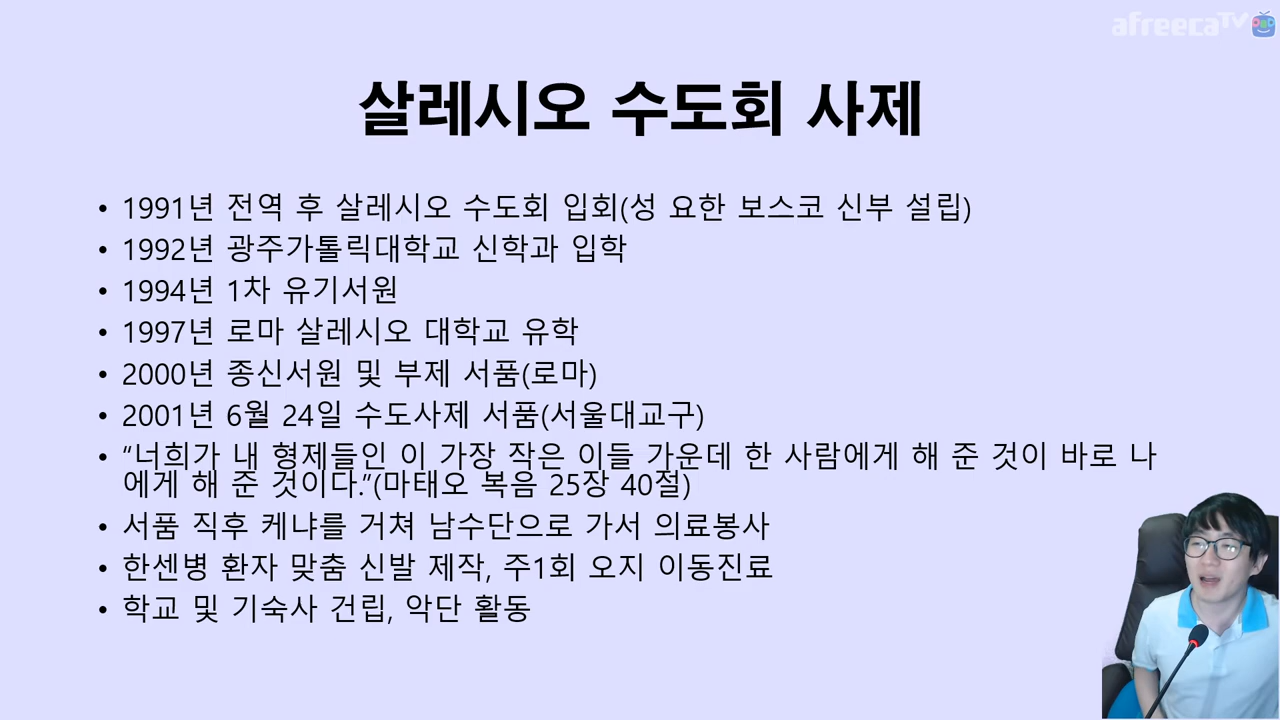 afreecaTV
살레시오 수도회 사제
• 1991년 전역 후 살레시오 수도회 입회(성 요한 보스코 신부 설립)
• 1992년 광주가톨릭대학교 신학과 입학
• 1994년 1차 유기서원
• 1997년 로마 살레시오 대학교 유학
• 2000년 종신서원 및 부제 서품(로마)
• 2001년 6월 24일 수도사제 서품(서울대교구)
• “너희가 내 형제들인 이 가장 작은 이들 가운데 한 사람에게 해 준 것이 바로 나
에게 해 준 것이다.”(마태오 복음 25장 40절)
• 서품 직후 케냐를 거쳐 남수단으로 가서 의료봉사
• 한센병 환자 맞춤 신발 제작, 주1회 오지 이동진료
• 학교 및 기숙사 건립, 악단 활동